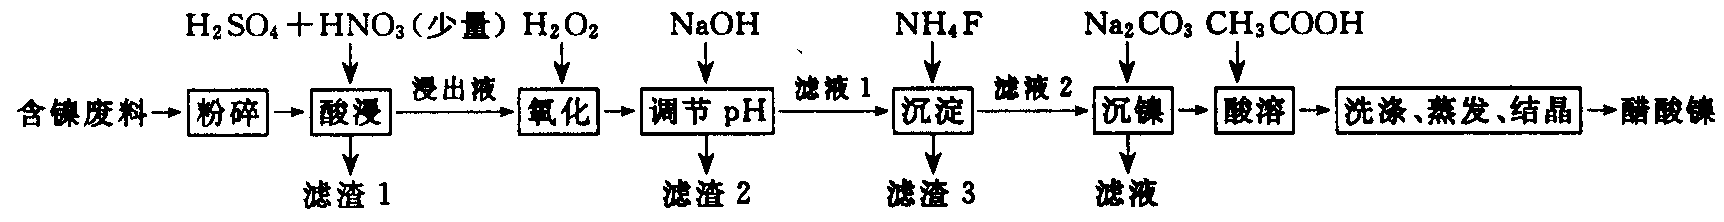 H₂SO₄+HNO₃(少量) H₂O₂ NaOH NH₄F Na₂CO₃ CH₃COOH
含镍废料→粉碎→酸浸 浸出液→氧化→调节 pH 滤液 1→沉淀 滤液 2→沉镍→酸溶→洗涤、蒸发、结晶→醋酸镍
滤渣 1 滤渣 2 滤渣 3 滤液